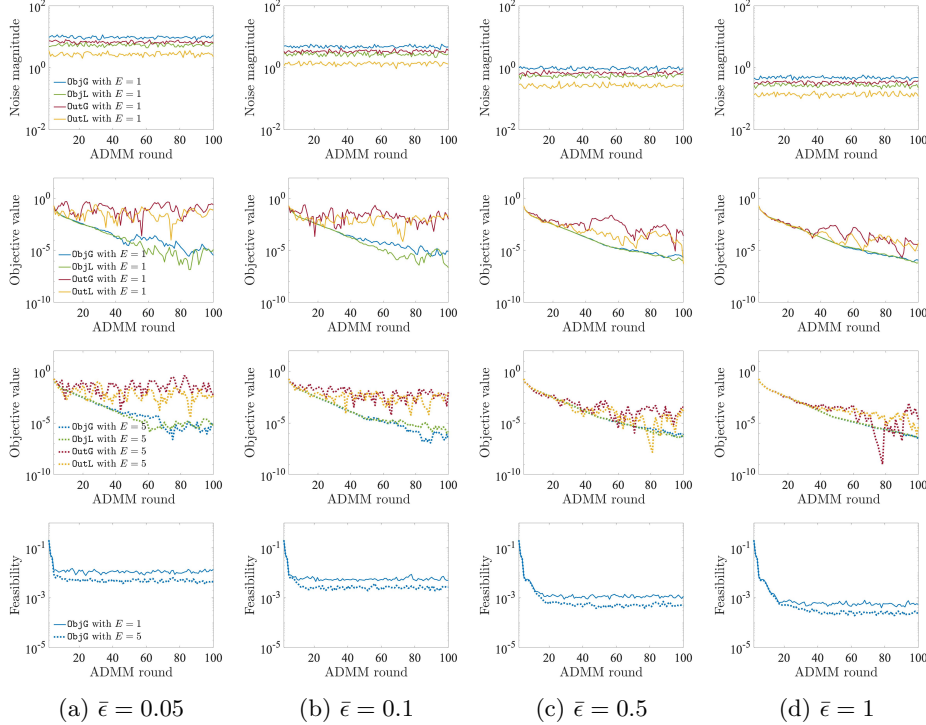 10^2
10^0
10^-2
Noise magnitude
ObjG with E = 1
ObjL with E = 1
OutG with E = 1
OutL with E = 1
20 40 60 80 100
ADMM round
10^2
10^0
10^-2
Noise magnitude
20 40 60 80 100
ADMM round
10^2
10^0
10^-2
Noise magnitude
20 40 60 80 100
ADMM round
10^2
10^0
10^-2
Noise magnitude
20 40 60 80 100
ADMM round
10^0
10^-5
10^-10
Objective value
ObjG with E = 1
ObjL with E = 1
OutG with E = 1
OutL with E = 1
20 40 60 80 100
ADMM round
10^0
10^-5
10^-10
Objective value
20 40 60 80 100
ADMM round
10^0
10^-5
10^-10
Objective value
20 40 60 80 100
ADMM round
10^0
10^-5
10^-10
Objective value
20 40 60 80 100
ADMM round
10^0
10^-5
10^-10
Objective value
ObjG with E = 5
ObjL with E = 5
OutG with E = 5
OutL with E = 5
20 40 60 80 100
ADMM round
10^0
10^-5
10^-10
Objective value
20 40 60 80 100
ADMM round
10^0
10^-5
10^-10
Objective value
20 40 60 80 100
ADMM round
10^0
10^-5
10^-10
Objective value
20 40 60 80 100
ADMM round
10^-1
10^-3
10^-5
Feasibility
ObjG with E = 1
ObjG with E = 5
20 40 60 80 100
ADMM round
10^-1
10^-3
10^-5
Feasibility
20 40 60 80 100
ADMM round
10^-1
10^-3
10^-5
Feasibility
20 40 60 80 100
ADMM round
10^-1
10^-3
10^-5
Feasibility
20 40 60 80 100
ADMM round
(a) ϵ̄ = 0.05
(b) ϵ̄ = 0.1
(c) ϵ̄ = 0.5
(d) ϵ̄ = 1